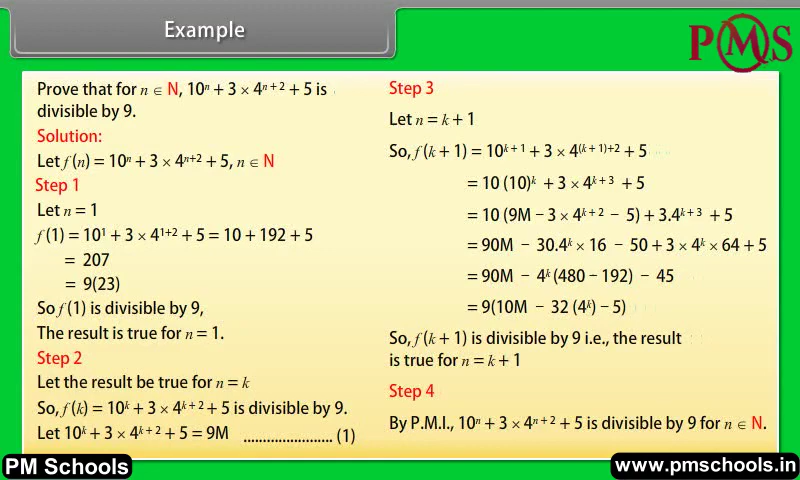 Example
PMS
Prove that for n ∈ N, 10ⁿ + 3 × 4ⁿ⁺² + 5 is
divisible by 9.
Solution:
Let f(n) = 10ⁿ + 3 × 4ⁿ⁺² + 5, n ∈ N
Step 1
Let n = 1
f(1) = 10¹ + 3 × 4¹⁺² + 5 = 10 + 192 + 5
= 207
= 9(23)
So f(1) is divisible by 9,
The result is true for n = 1.
Step 2
Let the result be true for n = k
So, f(k) = 10ᵏ + 3 × 4ᵏ⁺² + 5 is divisible by 9.
Let 10ᵏ + 3 × 4ᵏ⁺² + 5 = 9M ....................... (1)
Step 3
Let n = k + 1
So, f(k + 1) = 10ᵏ⁺¹ + 3 × 4⁽ᵏ⁺¹⁾⁺² + 5
= 10 (10)ᵏ + 3 × 4ᵏ⁺³ + 5
= 10 (9M − 3 × 4ᵏ⁺² − 5) + 3.4ᵏ⁺³ + 5
= 90M − 30.4ᵏ × 16 − 50 + 3 × 4ᵏ × 64 + 5
= 90M − 4ᵏ (480 − 192) − 45
= 9(10M − 32 (4ᵏ) − 5)
So, f(k + 1) is divisible by 9 i.e., the result
is true for n = k + 1
Step 4
By P.M.I., 10ⁿ + 3 × 4ⁿ⁺² + 5 is divisible by 9 for n ∈ N.
PM Schools
www.pmschools.in